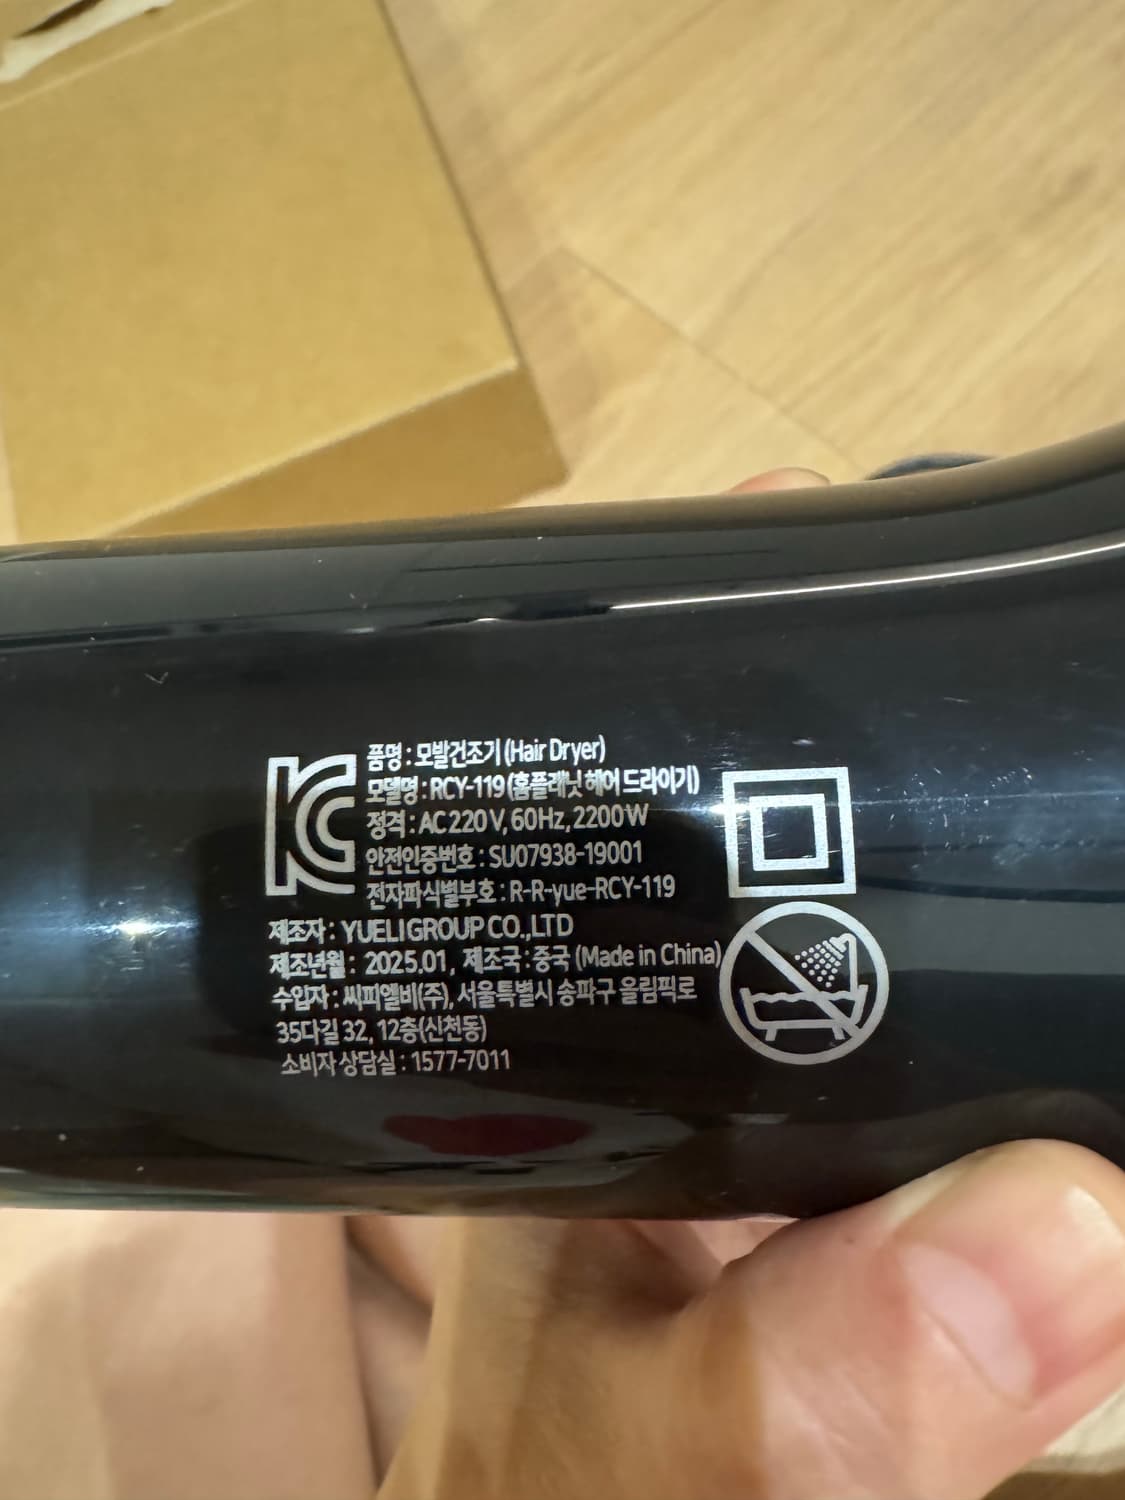 품명 : 모발건조기 (Hair Dryer)
모델명 : RCY-119 (홈플래닛 헤어 드라이기)
정격 : AC 220 V, 60 Hz, 2200 W
안전인증번호 : SU07938-19001
전자파식별부호 : R-R-yue-RCY-119
제조자 : YUELI GROUP CO.,LTD
제조년월 : 2025.01, 제조국 : 중국 (Made in China)
수입자 : 씨피엘비(주), 서울특별시 송파구 올림픽로
35다길 32, 12층(신천동)
소비자 상담실 : 1577-7011